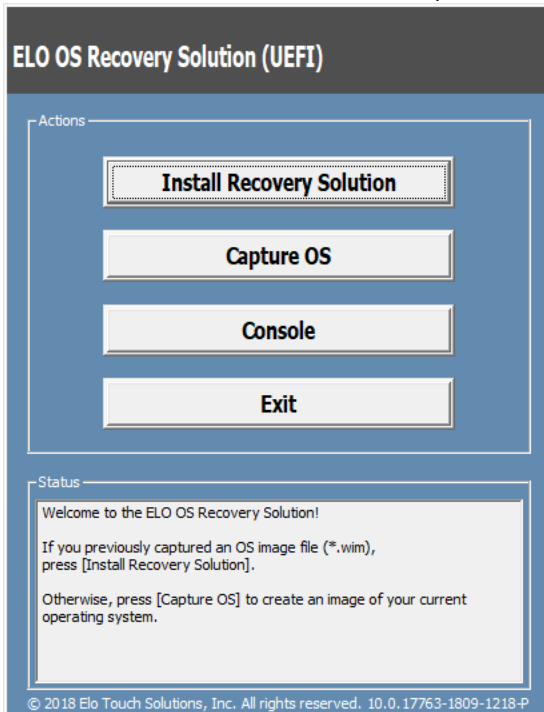 ELO OS Recovery Solution (UEFI)
Actions
Install Recovery Solution
Capture OS
Console
Exit
Status
Welcome to the ELO OS Recovery Solution!
If you previously captured an OS image file (*.wim),
press [Install Recovery Solution].
Otherwise, press [Capture OS] to create an image of your current
operating system.
© 2018 Elo Touch Solutions, Inc. All rights reserved. 10.0.17763-1809-1218-P